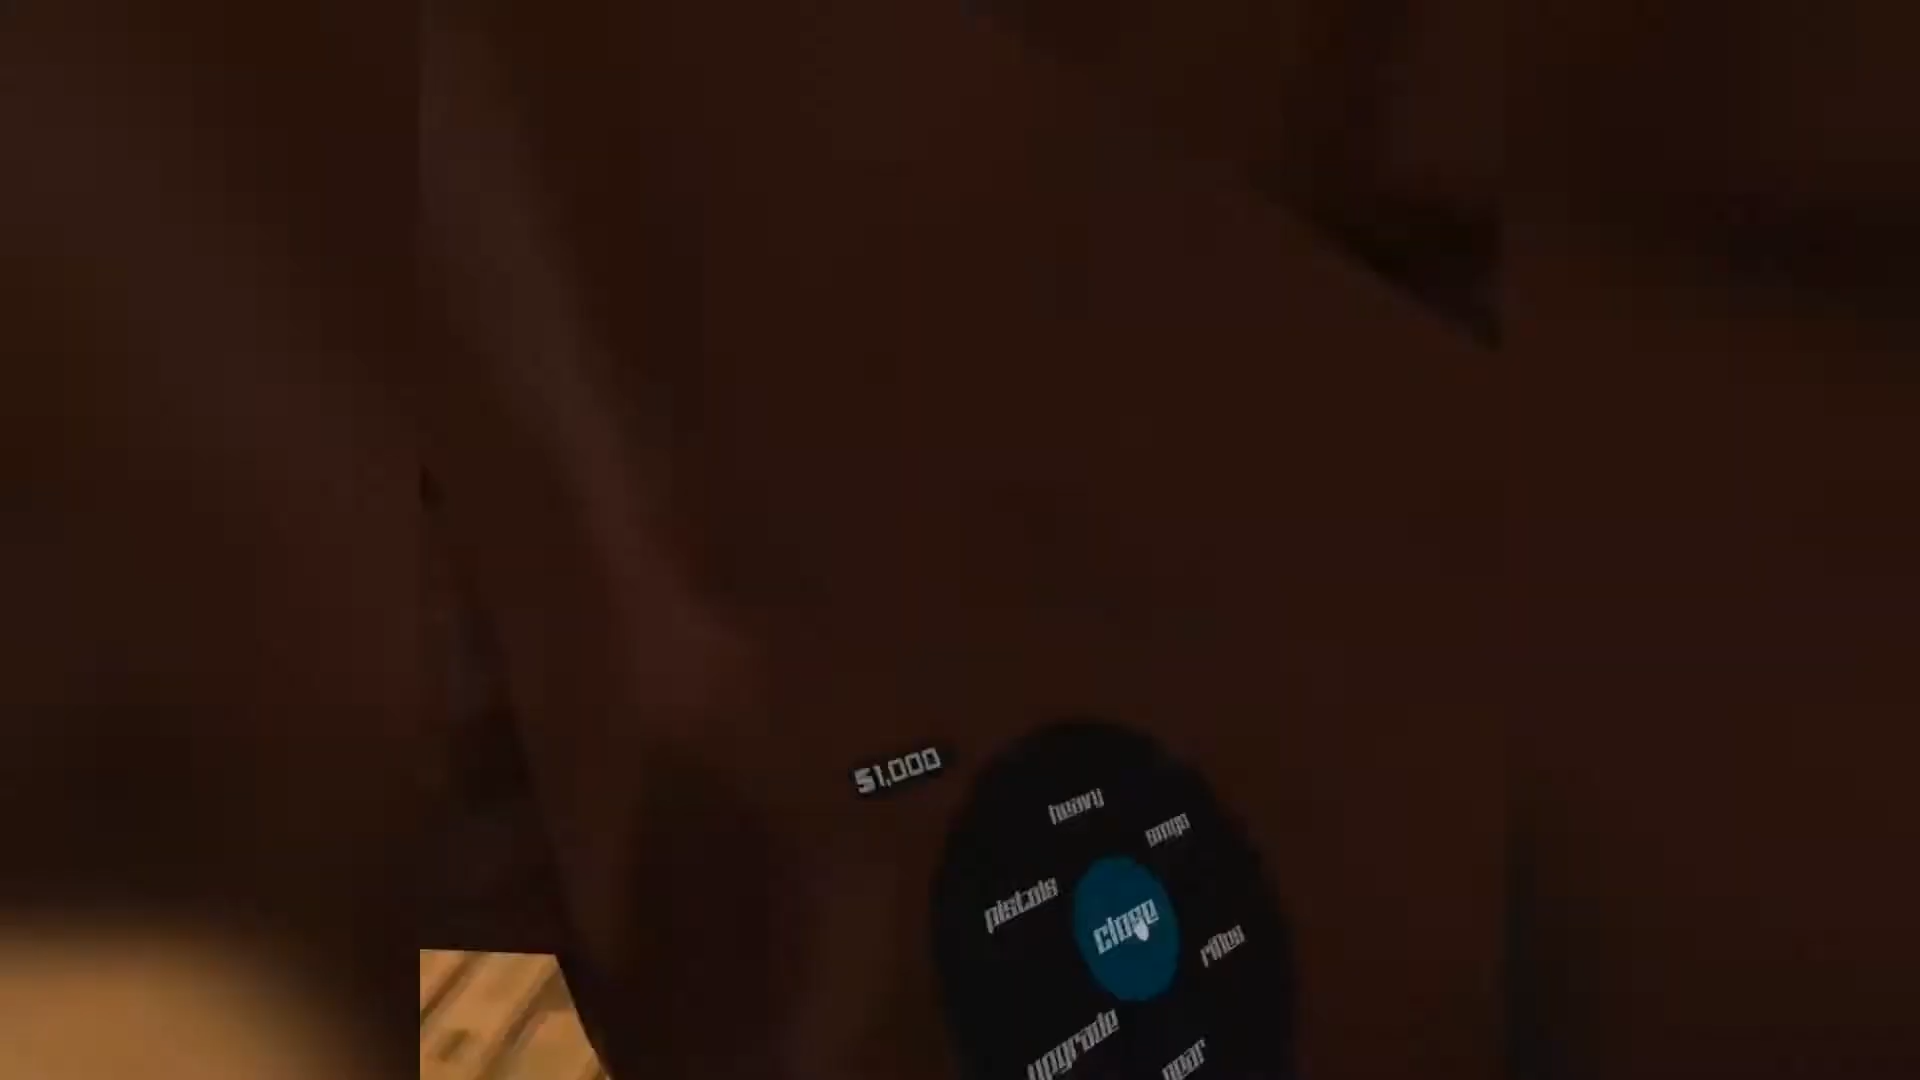 $1,000
heavy
smgs
pistols
close
rifles
upgrade
gear